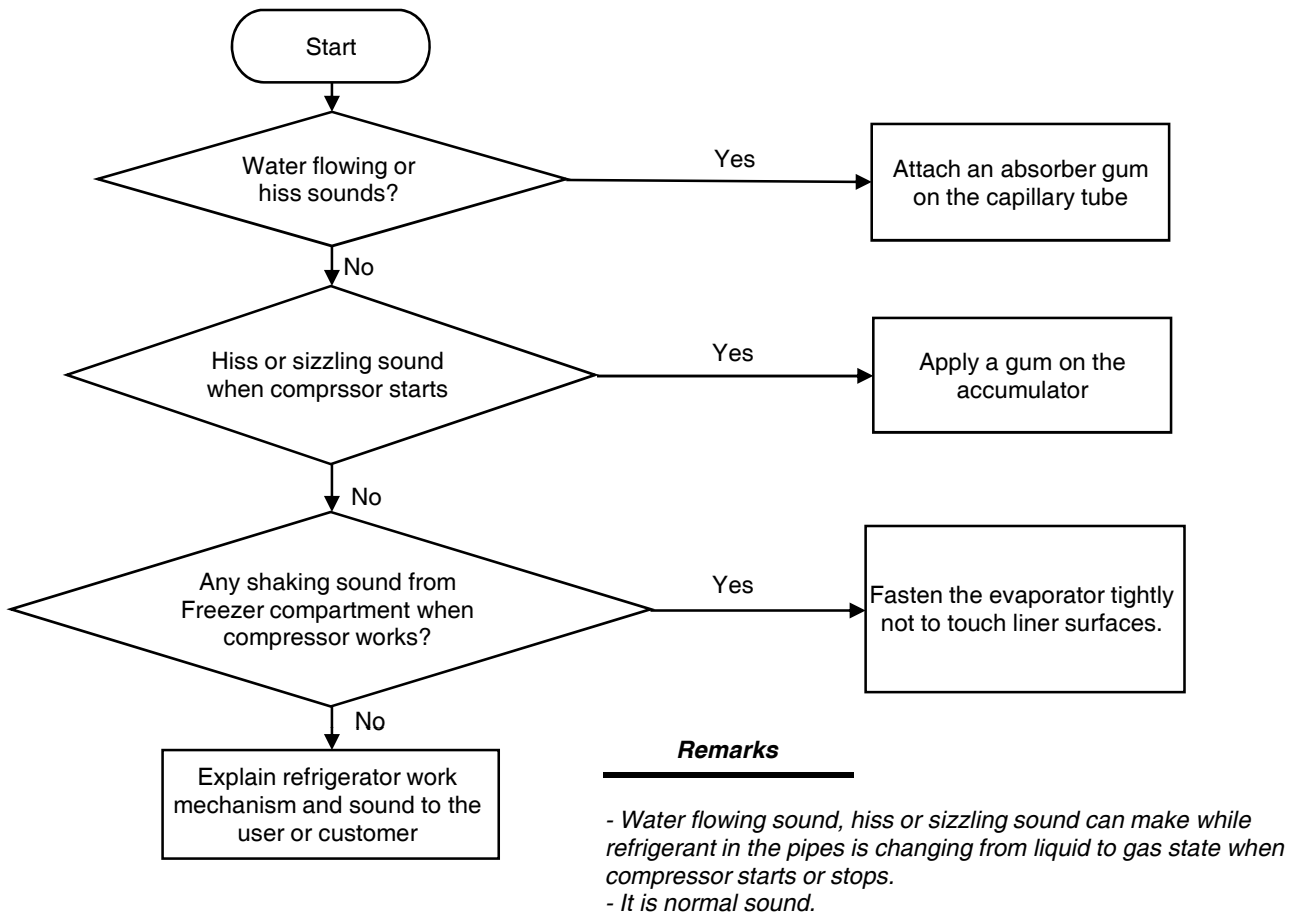 Start
Water flowing or
hiss sounds?
Yes
Attach an absorber gum
on the capillary tube
No
Hiss or sizzling sound
when comprssor starts
Yes
Apply a gum on the
accumulator
No
Any shaking sound from
Freezer compartment when
compressor works?
Yes
Fasten the evaporator tightly
not to touch liner surfaces.
No
Explain refrigerator work
mechanism and sound to the
user or customer
Remarks
- Water flowing sound, hiss or sizzling sound can make while
refrigerant in the pipes is changing from liquid to gas state when
compressor starts or stops.
- It is normal sound.